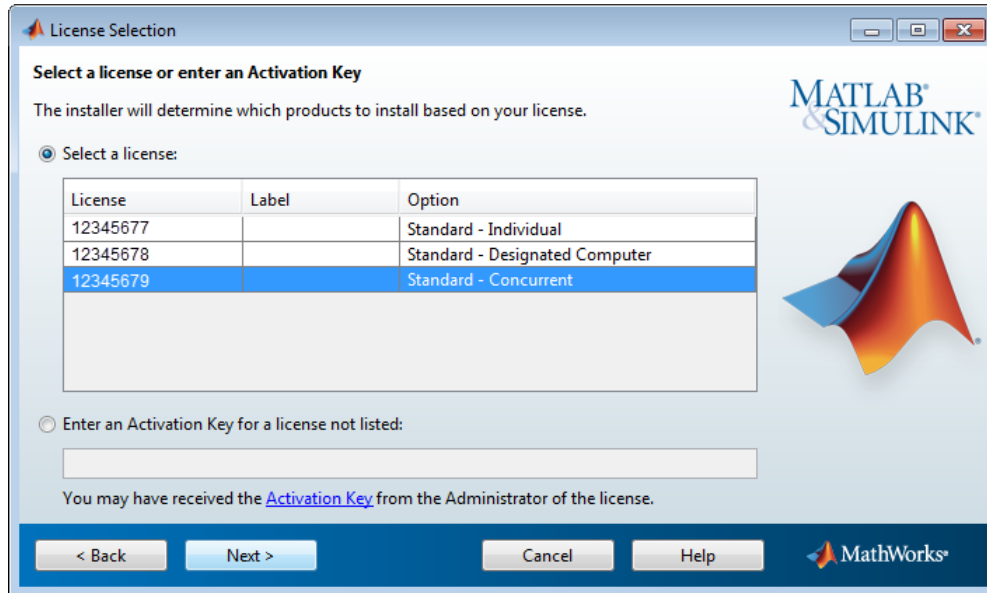 License Selection
Select a license or enter an Activation Key
The installer will determine which products to install based on your license.
MATLAB®
&SIMULINK®
Select a license:
License Label Option
12345677 Standard - Individual
12345678 Standard - Designated Computer
12345679 Standard - Concurrent
®
Enter an Activation Key for a license not listed:
You may have received the Activation Key from the Administrator of the license.
< Back Next > Cancel Help MathWorks®